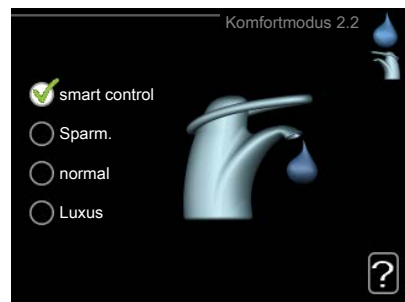 Komfortmodus 2.2
smart control
Sparm.
normal
Luxus
?